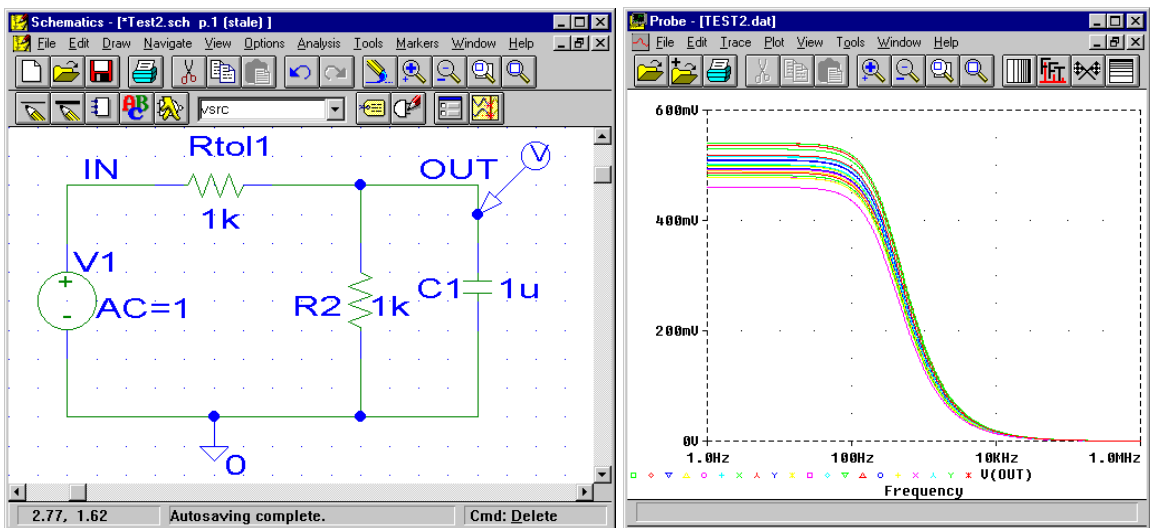 Schematics - [*Test2.sch p.1 (stale) ]
File Edit Draw Navigate View Options Analysis Tools Markers Window Help
vsrc
Rtol1
IN
OUT
V
1k
V1
+
-
AC=1
R2
1k
C1
1u
0
2.77, 1.62
Autosaving complete.
Cmd: Delete
Probe - [TEST2.dat]
File Edit Trace Plot View Tools Window Help
600mV
400mV
200mV
0V
1.0Hz
100Hz
10KHz
1.0MHz
V(OUT)
Frequency